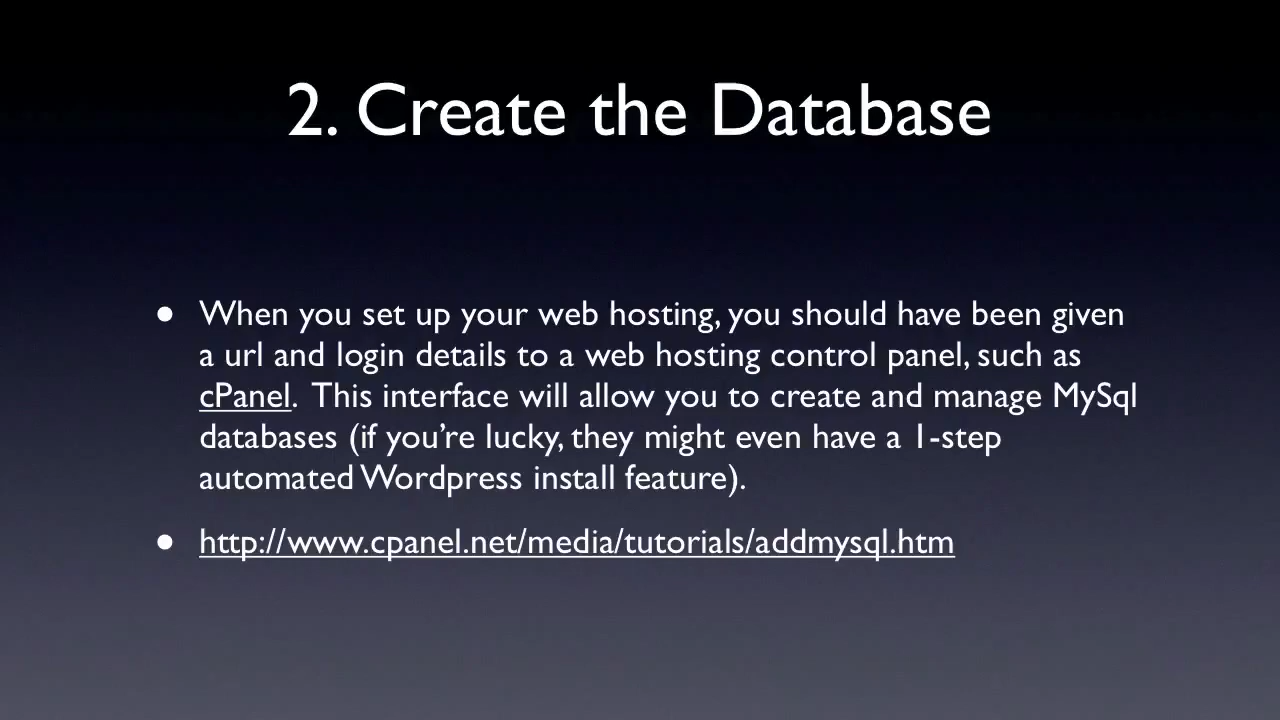 2. Create the Database
• When you set up your web hosting, you should have been given
a url and login details to a web hosting control panel, such as
cPanel.  This interface will allow you to create and manage MySql
databases (if you’re lucky, they might even have a 1-step
automated Wordpress install feature).
• http://www.cpanel.net/media/tutorials/addmysql.htm